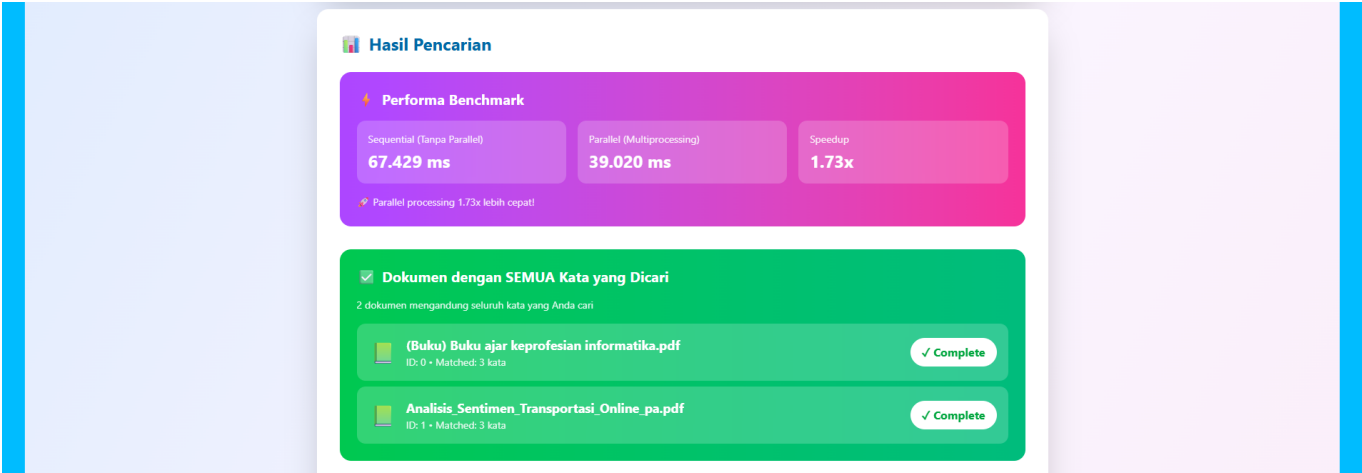 Hasil Pencarian
Performa Benchmark
Sequential (Tanpa Parallel)
67.429 ms
Parallel (Multiprocessing)
39.020 ms
Speedup
1.73x
🚀 Parallel processing 1.73x lebih cepat!
Dokumen dengan SEMUA Kata yang Dicari
2 dokumen mengandung seluruh kata yang Anda cari
(Buku) Buku ajar keprofesian informatika.pdf
ID: 0 • Matched: 3 kata
✓ Complete
Analisis_Sentimen_Transportasi_Online_pa.pdf
ID: 1 • Matched: 3 kata
✓ Complete